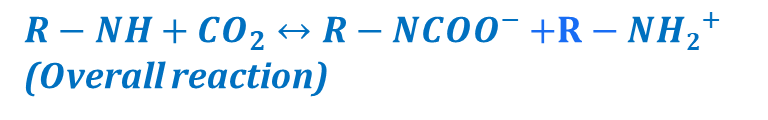 R − NH + CO₂ ↔ R − NCOO⁻ +R − NH₂⁺
(Overall reaction)